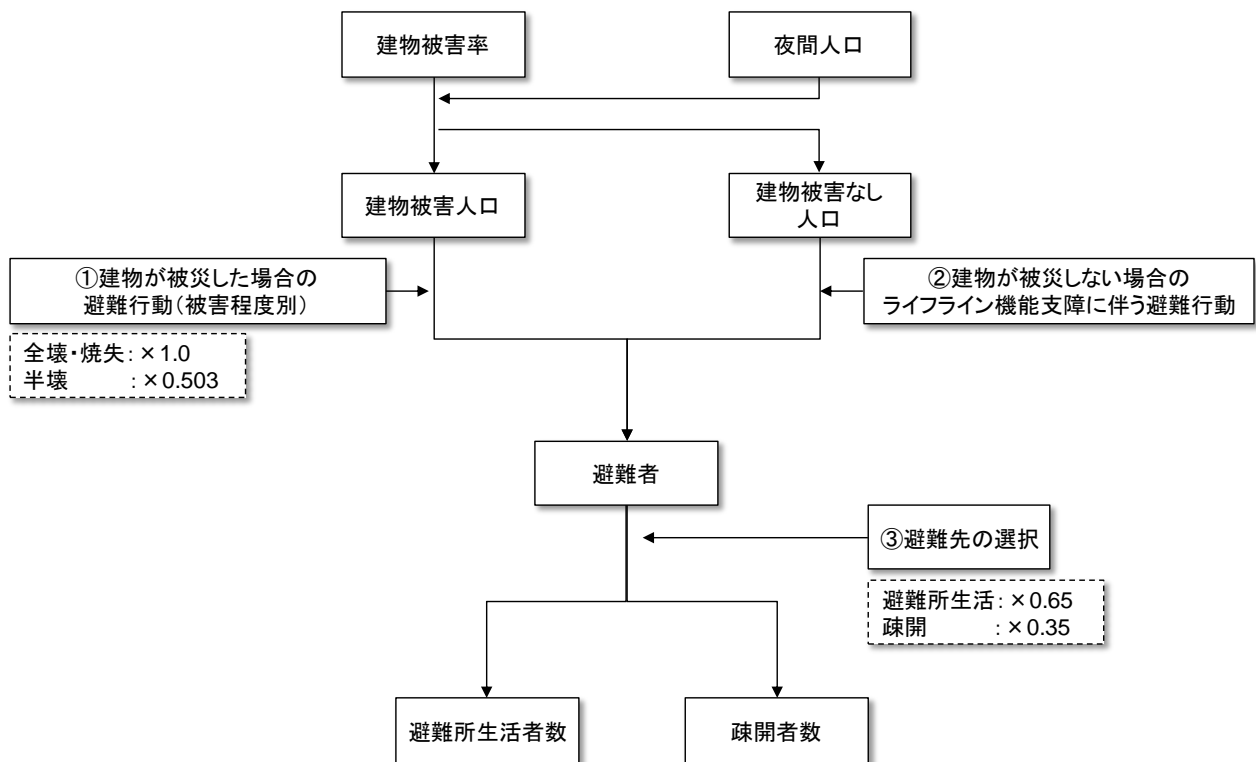 建物被害率
夜間人口
建物被害人口
建物被害なし
人口
①建物が被災した場合の
避難行動(被害程度別)
②建物が被災しない場合の
ライフライン機能支障に伴う避難行動
全壊・焼失:×1.0
半壊　　　:×0.503
避難者
③避難先の選択
避難所生活:×0.65
疎開　　　:×0.35
避難所生活者数
疎開者数